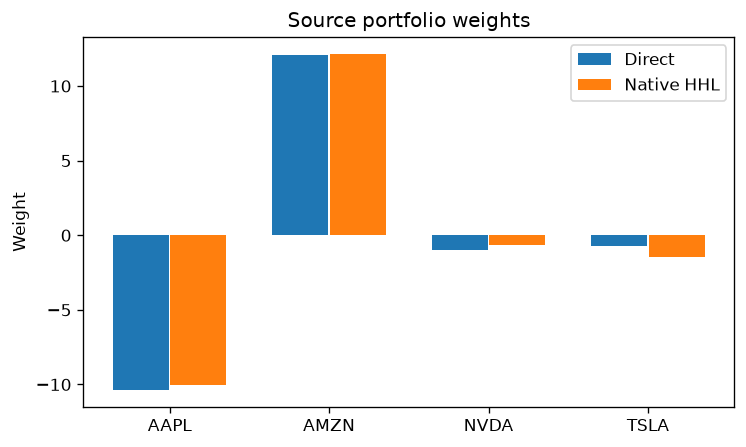 Source portfolio weights
Direct
Native HHL
10
5
0
−5
−10
Weight
AAPL
AMZN
NVDA
TSLA